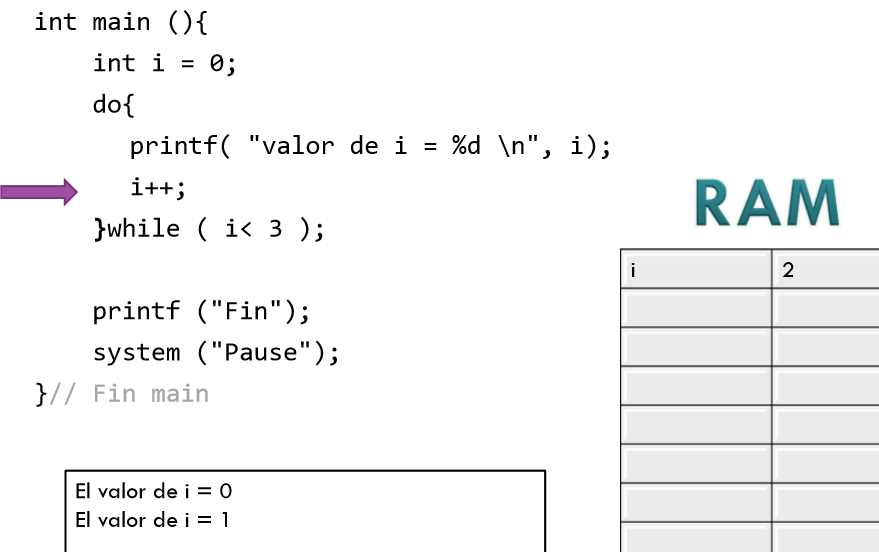 int main (){
int i = 0;
do{
printf( "valor de i = %d \n", i);
i++;
}while ( i< 3 );
printf ("Fin");
system ("Pause");
}// Fin main
RAM
i 2
El valor de i = 0
El valor de i = 1